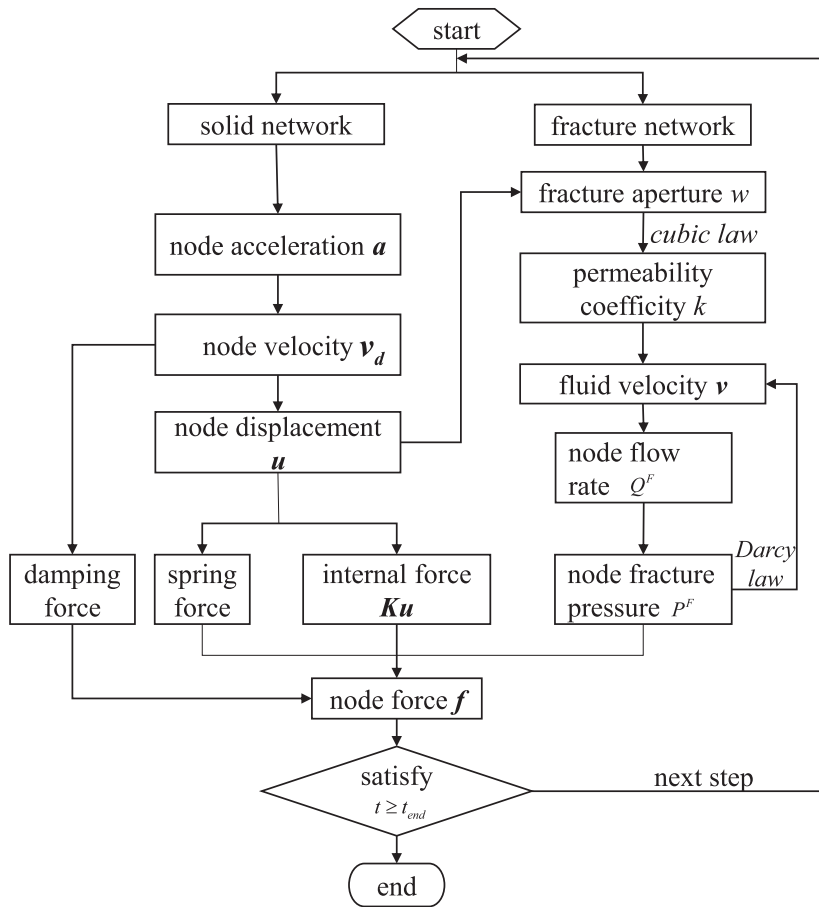 start
solid network
fracture network
fracture aperture w
cubic law
node acceleration a
permeability
coefficity k
node velocity v_d
fluid velocity v
node displacement
u
node flow
rate Q^F
Darcy
law
damping
force
spring
force
internal force
Ku
node fracture
pressure P^F
node force f
satisfy
t ≥ t_end
next step
end